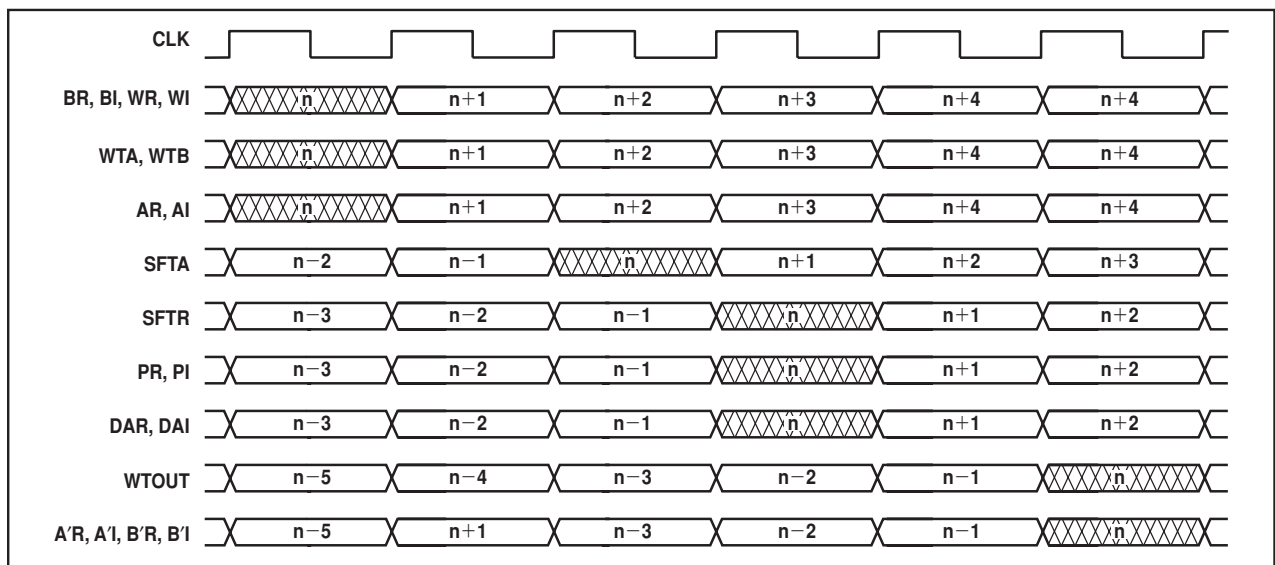 CLK
BR, BI, WR, WI n n+1 n+2 n+3 n+4 n+4
WTA, WTB n n+1 n+2 n+3 n+4 n+4
AR, AI n n+1 n+2 n+3 n+4 n+4
SFTA n−2 n−1 n n+1 n+2 n+3
SFTR n−3 n−2 n−1 n n+1 n+2
PR, PI n−3 n−2 n−1 n n+1 n+2
DAR, DAI n−3 n−2 n−1 n n+1 n+2
WTOUT n−5 n−4 n−3 n−2 n−1 n
A′R, A′I, B′R, B′I n−5 n+1 n−3 n−2 n−1 n